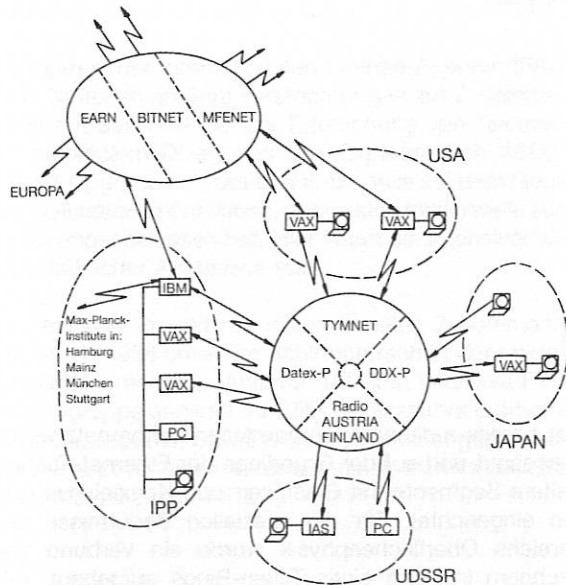 EARN
BITNET
MFENET
EUROPA
USA
VAX
VAX
IBM
Max-Planck-
Institute in:
Hamburg
Mainz
München
Stuttgart
VAX
VAX
PC
IPP
TYMNET
Datex-P
DDX-P
Radio
AUSTRIA
FINLAND
VAX
JAPAN
IAS
PC
UDSSR